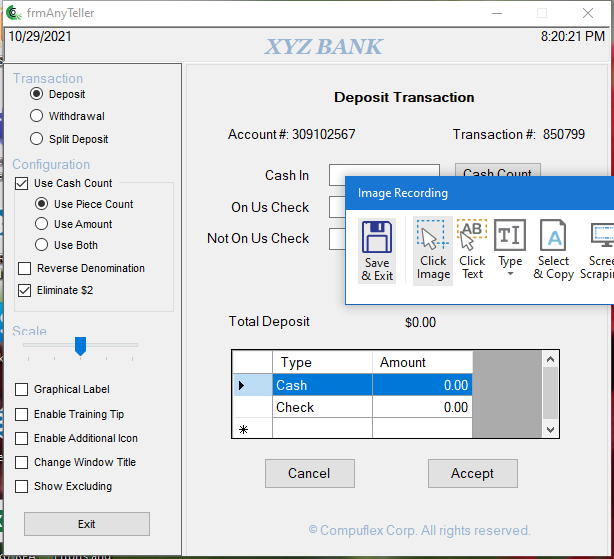 frmAnyTeller
10/29/2021
XYZ BANK
8:20:21 PM
Transaction
Deposit
Withdrawal
Split Deposit
Configuration
Use Cash Count
Use Piece Count
Use Amount
Use Both
Reverse Denomination
Eliminate $2
Scale
Graphical Label
Enable Training Tip
Enable Additional Icon
Change Window Title
Show Excluding
Exit
Deposit Transaction
Account #: 309102567
Transaction #: 850799
Cash In
Cash Count
On Us Check
Not On Us Check
Image Recording
Save
& Exit
Click
Image
AB
Click
Text
TI
Type
A
Select
& Copy
Scree
Scraping
Total Deposit
$0.00
Type Amount
Cash 0.00
Check 0.00
Cancel
Accept
© Compuflex Corp. All rights reserved.